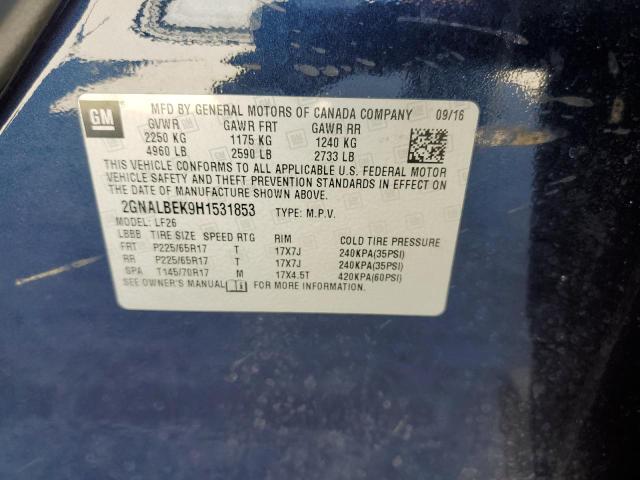 GM
MFD BY GENERAL MOTORS OF CANADA COMPANY 09/16
GVWR GAWR FRT GAWR RR
2250 KG 1175 KG 1240 KG
4960 LB 2590 LB 2733 LB
THIS VEHICLE CONFORMS TO ALL APPLICABLE U.S. FEDERAL MOTOR
VEHICLE SAFETY AND THEFT PREVENTION STANDARDS IN EFFECT ON
THE DATE OF MANUFACTURE SHOWN ABOVE.
2GNALBEK9H1531853 TYPE: M.P.V.
MODEL: LF26
LBBB TIRE SIZE SPEED RTG RIM COLD TIRE PRESSURE
FRT P225/65R17 T 17X7J 240KPA(35PSI)
RR P225/65R17 T 17X7J 240KPA(35PSI)
SPA T145/70R17 M 17X4.5T 420KPA(60PSI)
SEE OWNER'S MANUAL FOR MORE INFORMATION.